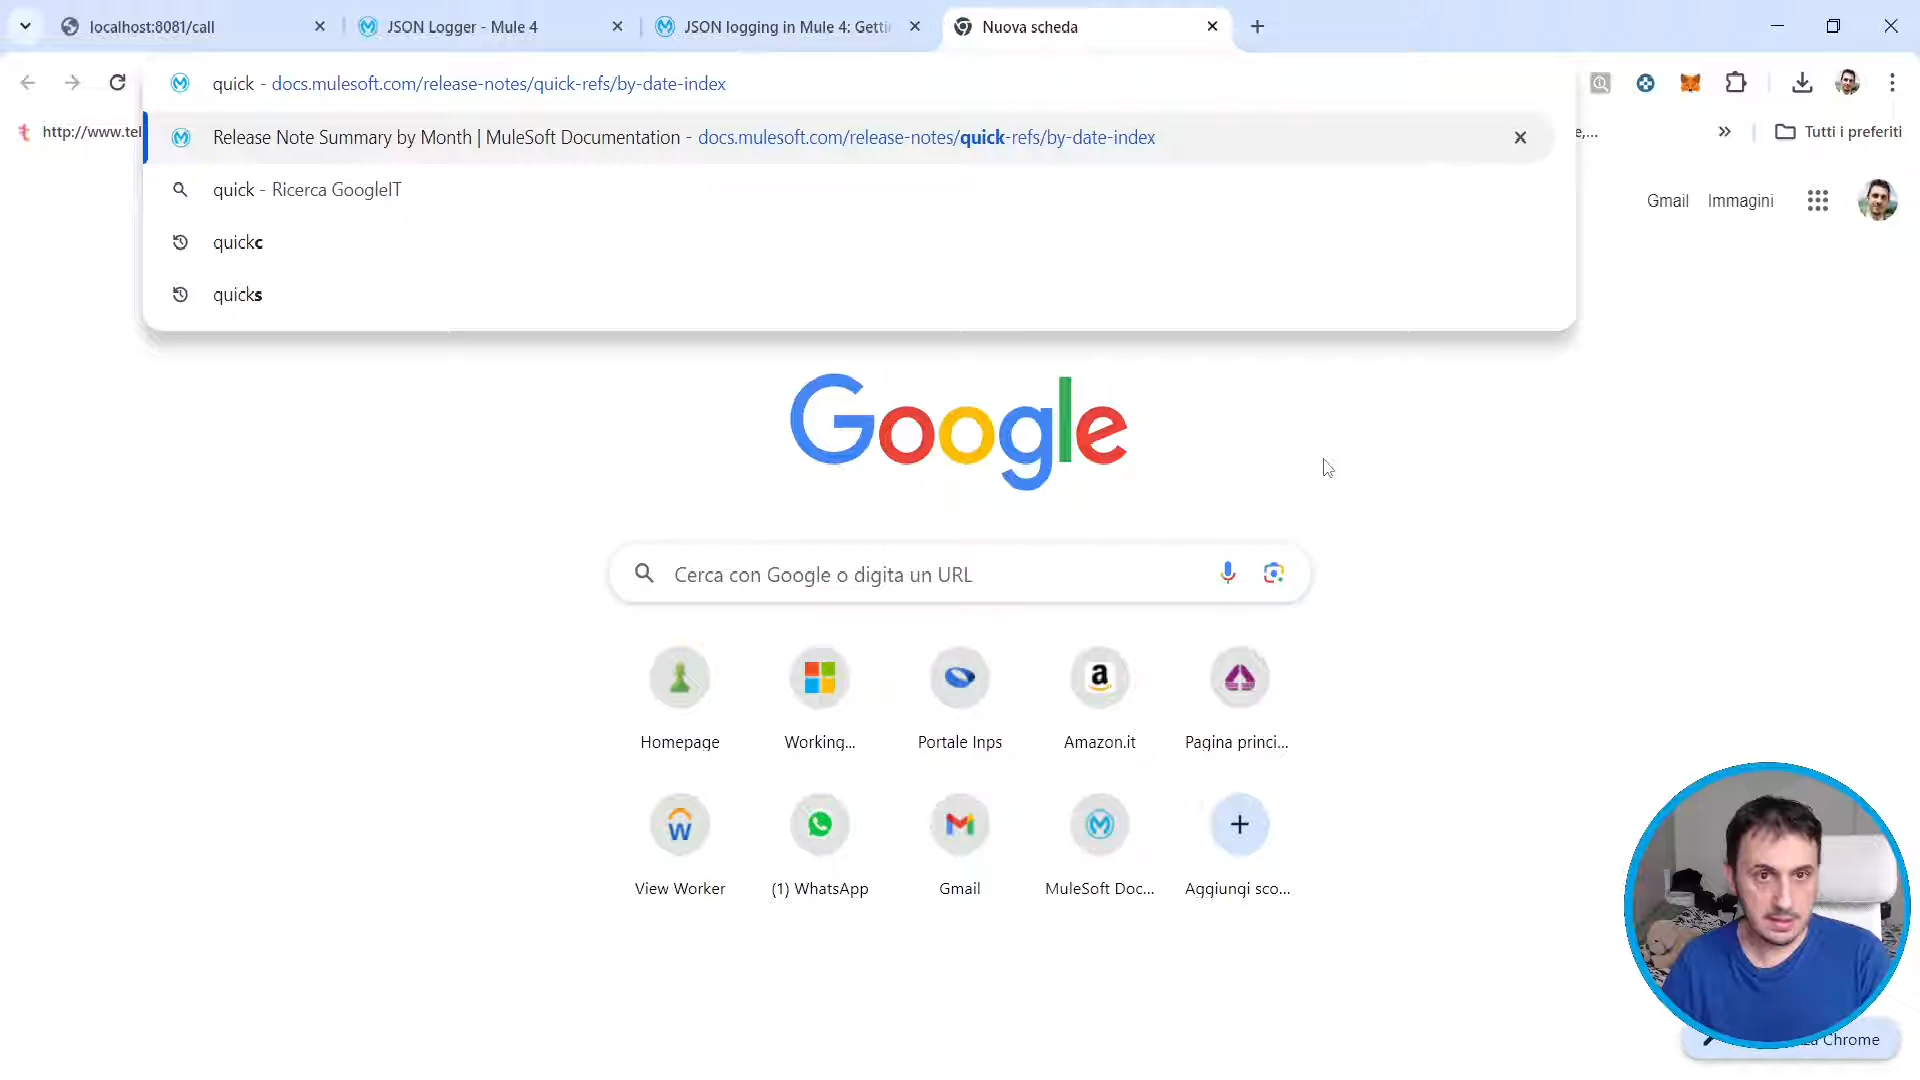 localhost:8081/call
JSON Logger - Mule 4
JSON logging in Mule 4: Getti
Nuova scheda
quick - docs.mulesoft.com/release-notes/quick-refs/by-date-index
http://www.tel
Release Note Summary by Month | MuleSoft Documentation - docs.mulesoft.com/release-notes/quick-refs/by-date-index
e,...
Tutti i preferiti
quick - Ricerca GoogleIT
quickc
quicks
Gmail
Immagini
Google
Cerca con Google o digita un URL
Homepage
Working...
Portale Inps
Amazon.it
Pagina princi...
View Worker
(1) WhatsApp
Gmail
MuleSoft Doc...
Aggiungi sco...
Chrome